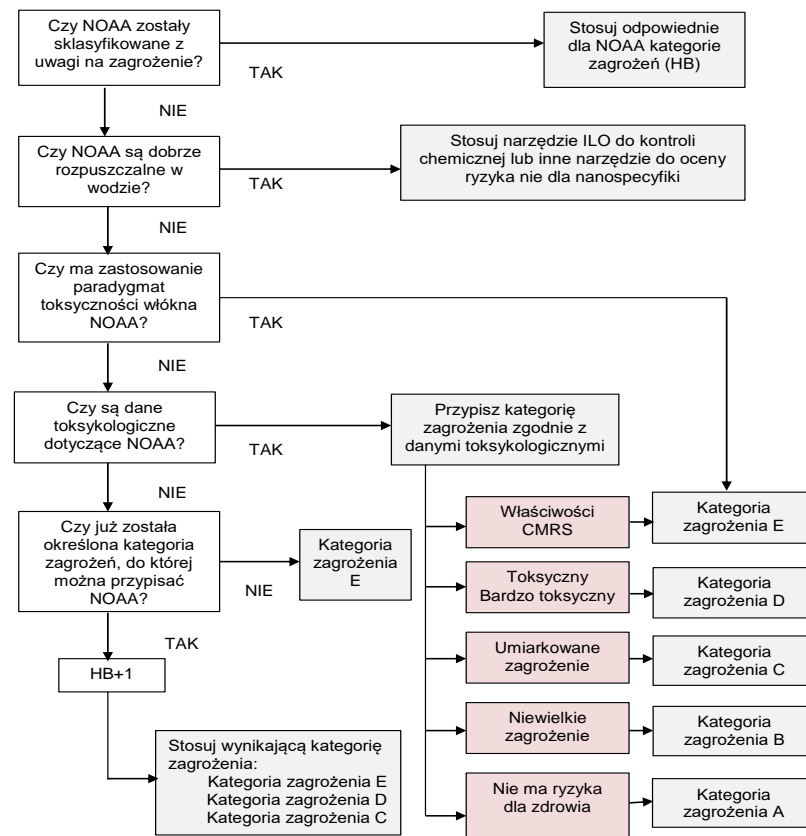 Czy NOAA zostały
sklasyfikowane z
uwagi na zagrożenie?
TAK
Stosuj odpowiednie
dla NOAA kategorie
zagrożeń (HB)
NIE
Czy NOAA są dobrze
rozpuszczalne w
wodzie?
TAK
Stosuj narzędzie ILO do kontroli
chemicznej lub inne narzędzie do oceny
ryzyka nie dla nanospecyfiki
NIE
Czy ma zastosowanie
paradygmat
toksyczności włókna
NOAA?
TAK
NIE
Czy są dane
toksykologiczne
dotyczące NOAA?
TAK
Przypisz kategorię
zagrożenia zgodnie z
danymi toksykologicznymi
NIE
Czy już została
określona kategoria
zagrożeń, do której
można przypisać
NOAA?
NIE
Kategoria
zagrożenia
E
Właściwości
CMRS
Kategoria
zagrożenia E
Toksyczny
Bardzo toksyczny
Kategoria
zagrożenia D
TAK
Umiarkowane
zagrożenie
Kategoria
zagrożenia C
HB+1
Niewielkie
zagrożenie
Kategoria
zagrożenia B
Stosuj wynikającą kategorię
zagrożenia:
Kategoria zagrożenia E
Kategoria zagrożenia D
Kategoria zagrożenia C
Nie ma ryzyka
dla zdrowia
Kategoria
zagrożenia A